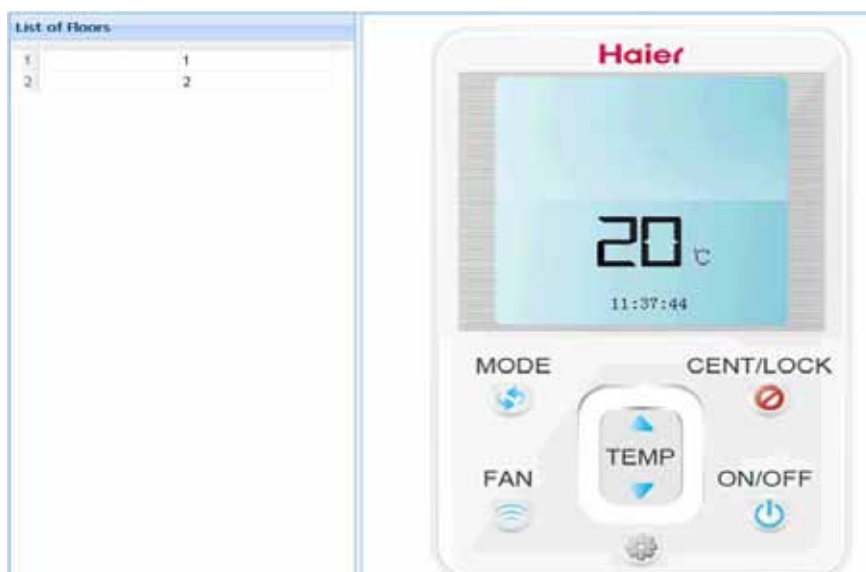 List of Floors
1 1
2 2
Haier
20 ℃
11:37:44
MODE
CENT/LOCK
TEMP
FAN
ON/OFF